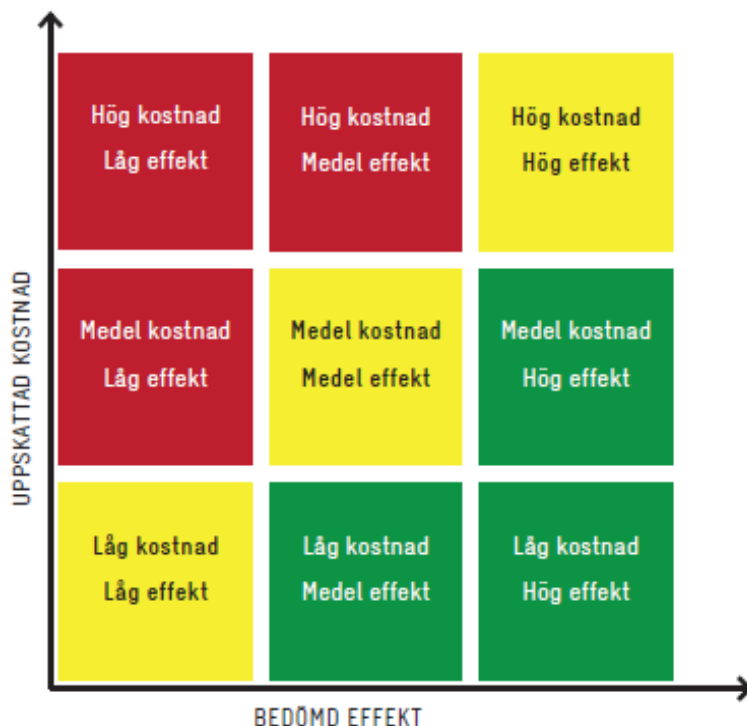 Hög kostnad
Låg effekt
Hög kostnad
Medel effekt
Hög kostnad
Hög effekt
UPPSKATTAD KOSTNAD
Medel kostnad
Låg effekt
Medel kostnad
Medel effekt
Medel kostnad
Hög effekt
Låg kostnad
Låg effekt
Låg kostnad
Medel effekt
Låg kostnad
Hög effekt
BEDÖMD EFFEKT